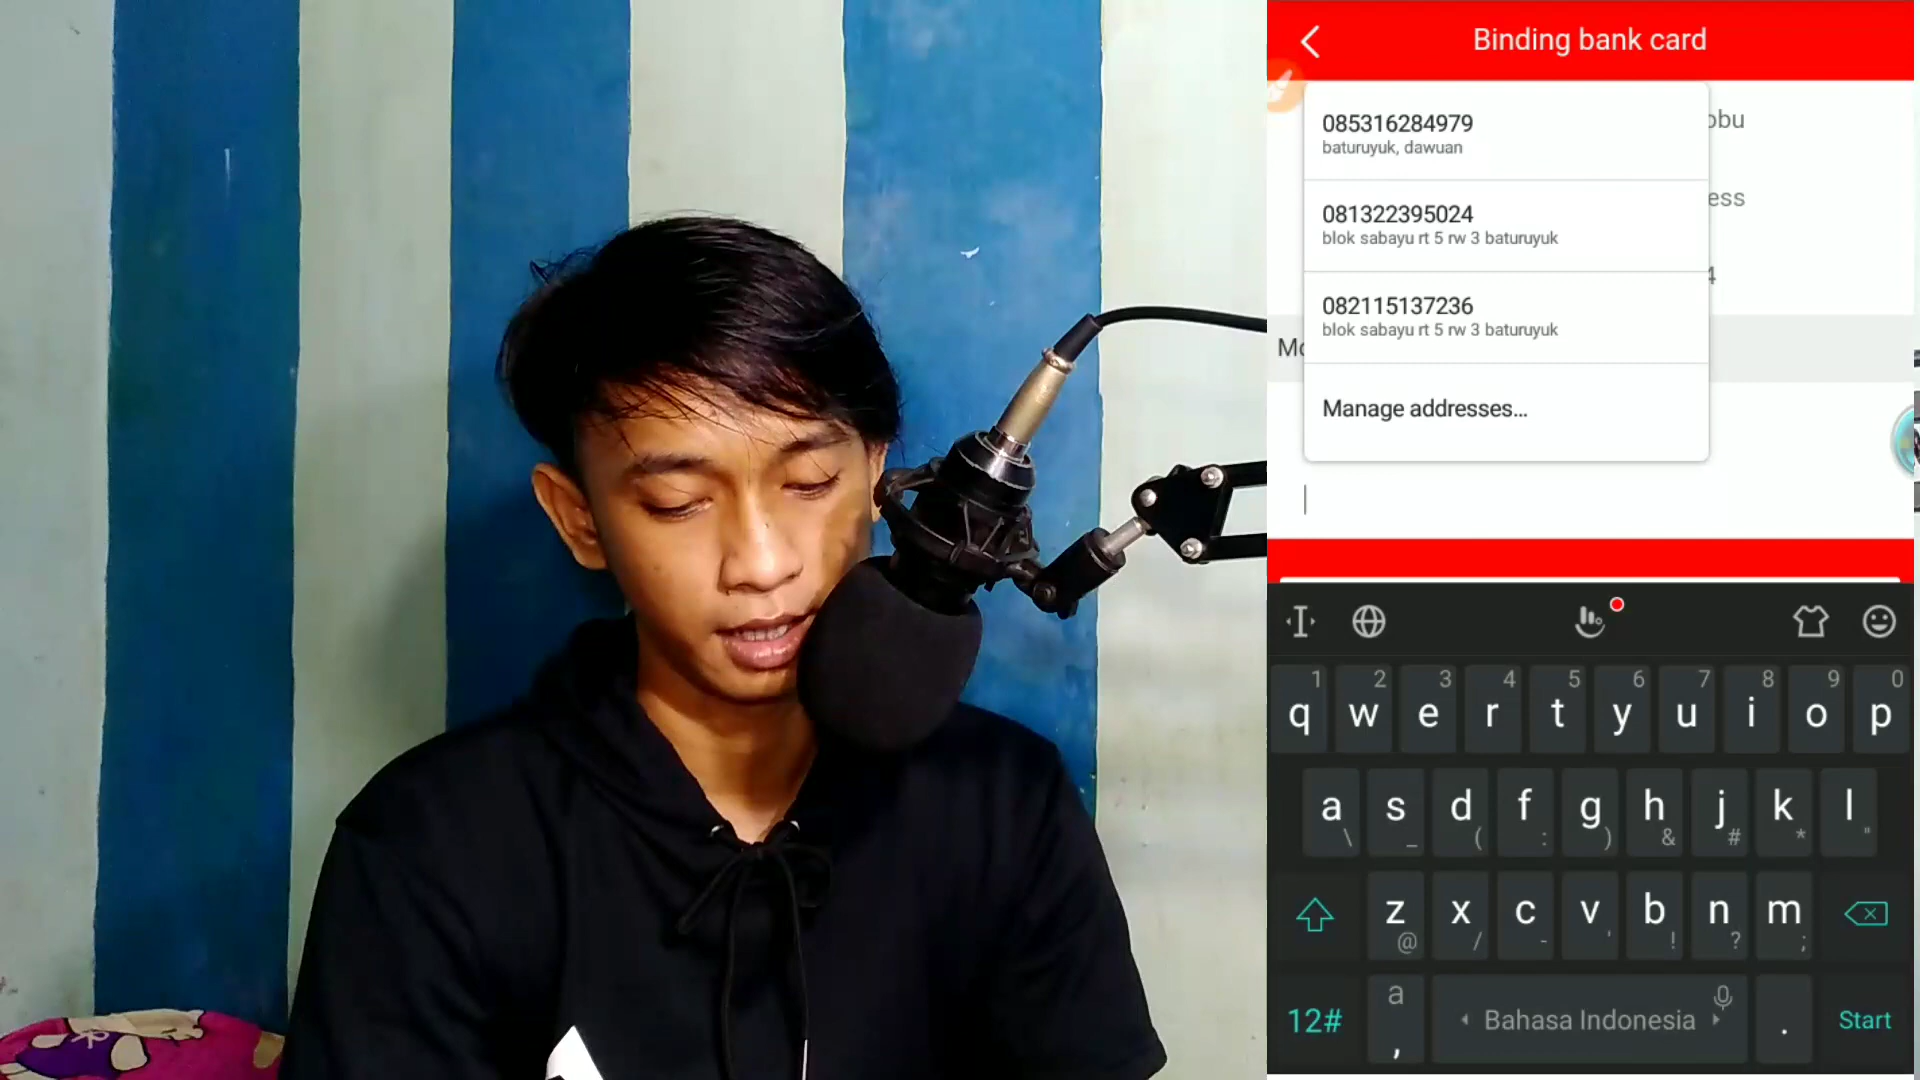 Binding bank card
085316284979
baturuyuk, dawuan
obu
081322395024
blok sabayu rt 5 rw 3 baturuyuk
ess
082115137236
blok sabayu rt 5 rw 3 baturuyuk
4
Mo
Manage addresses...
1 2 3 4 5 6 7 8 9 0
q w e r t y u i o p
a s d f g h j k l
\ _ ( : ) & # * "
z x c v b n m
@ / - ' ! ? ;
12# a , Bahasa Indonesia . Start